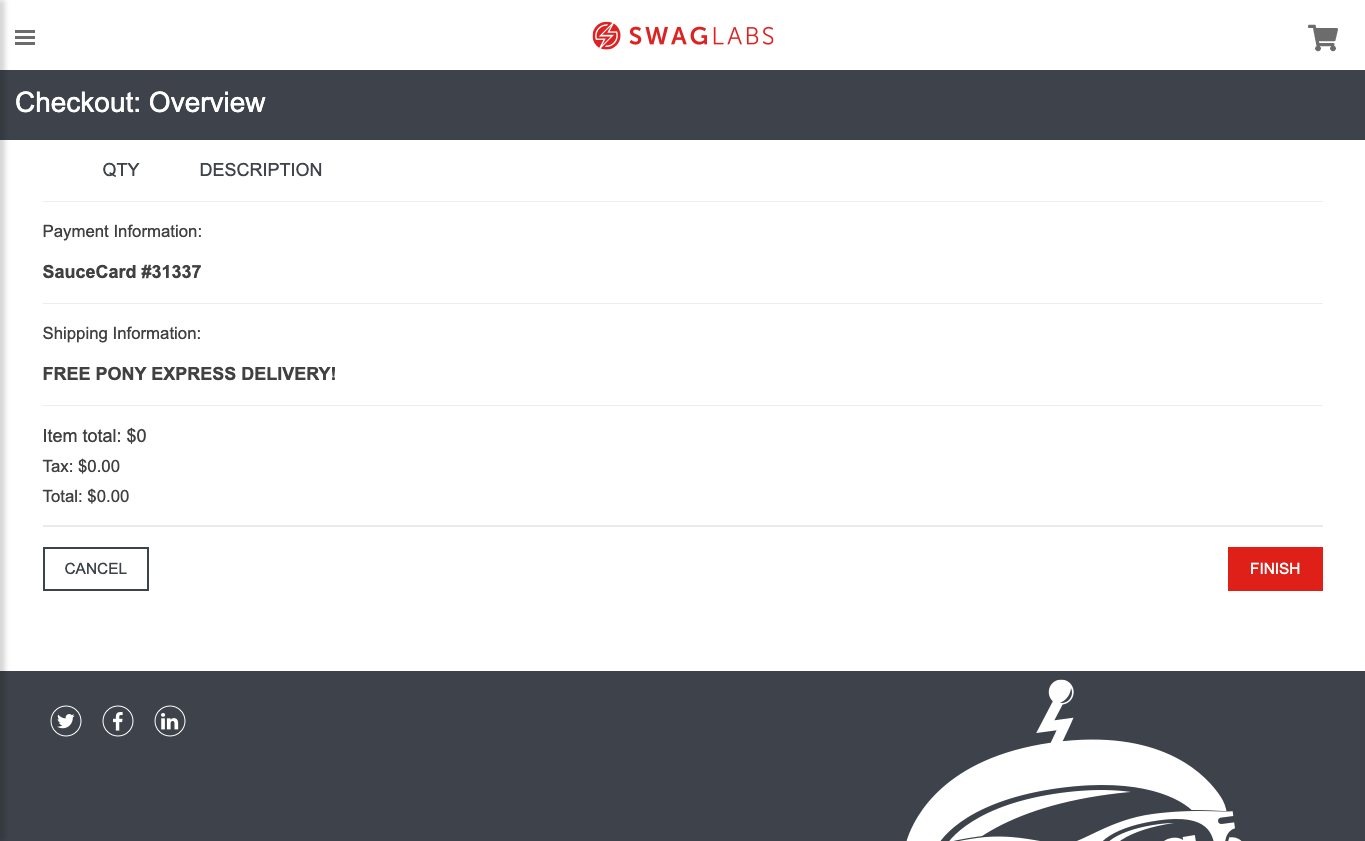 SWAGLABS
Checkout: Overview
QTY DESCRIPTION
Payment Information:
SauceCard #31337
Shipping Information:
FREE PONY EXPRESS DELIVERY!
Item total: $0
Tax: $0.00
Total: $0.00
CANCEL FINISH